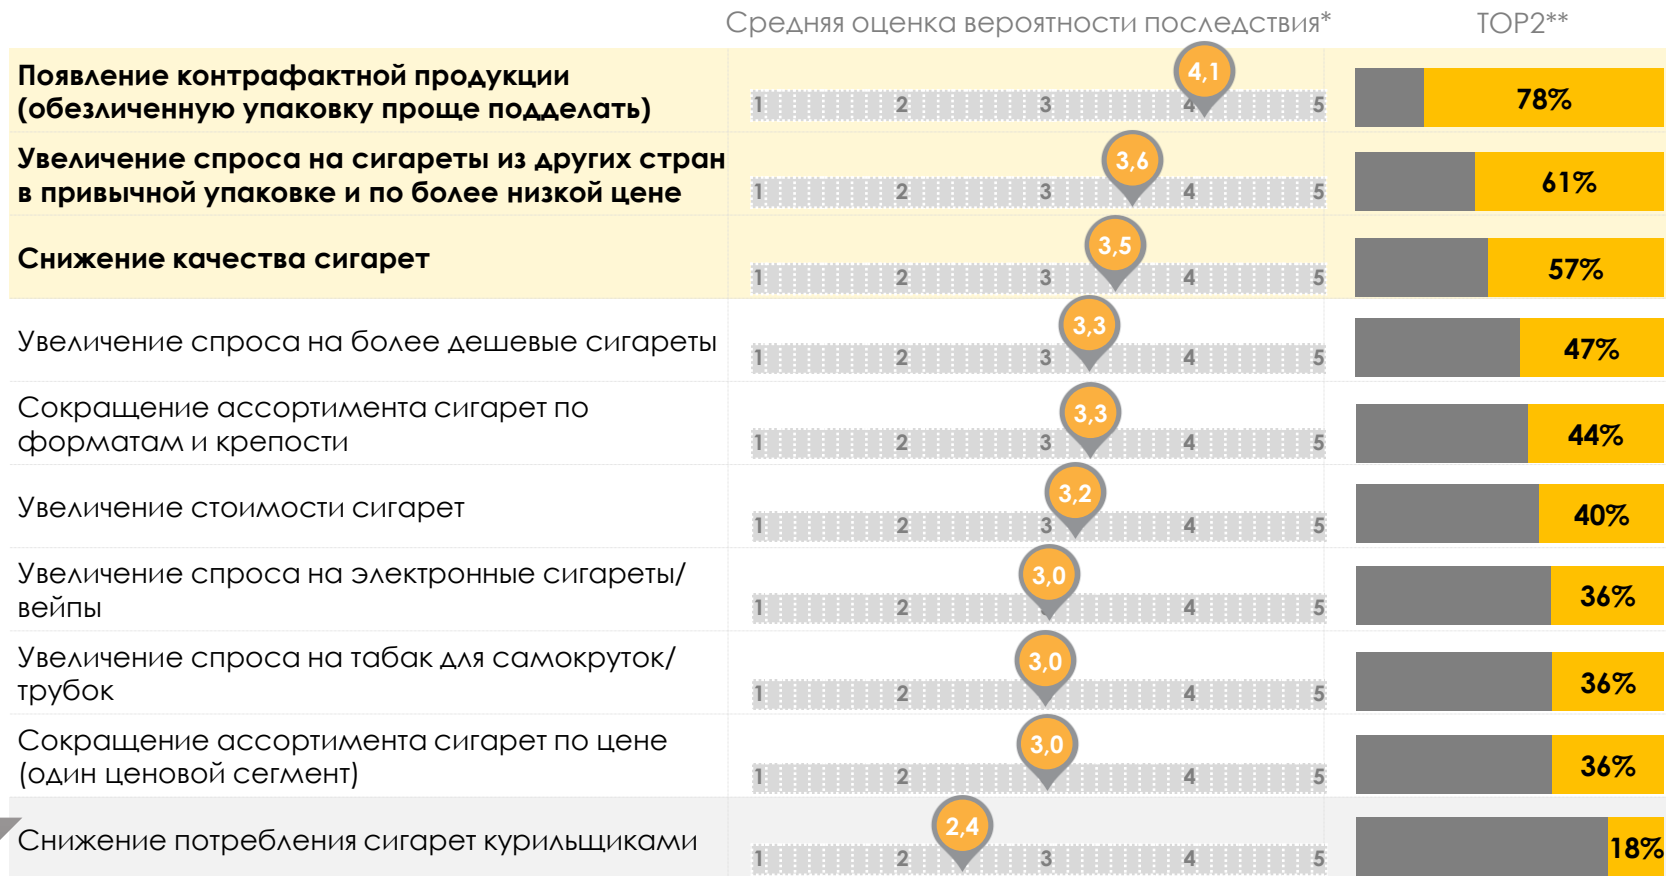 Средняя оценка вероятности последствия*
TOP2**
Появление контрафактной продукции
(обезличенную упаковку проще подделать)
4,1
1 2 3 4 5
78%
Увеличение спроса на сигареты из других стран
в привычной упаковке и по более низкой цене
3,6
1 2 3 4 5
61%
Снижение качества сигарет
3,5
1 2 3 4 5
57%
Увеличение спроса на более дешевые сигареты
3,3
1 2 3 4 5
47%
Сокращение ассортимента сигарет по
форматам и крепости
3,3
1 2 3 4 5
44%
Увеличение стоимости сигарет
3,2
1 2 3 4 5
40%
Увеличение спроса на электронные сигареты/
вейпы
3,0
1 2 4 5
36%
Увеличение спроса на табак для самокруток/
трубок
3,0
1 2 4 5
36%
Сокращение ассортимента сигарет по цене
(один ценовой сегмент)
3,0
1 2 4 5
36%
Снижение потребления сигарет курильщиками
2,4
1 2 3 4 5
18%